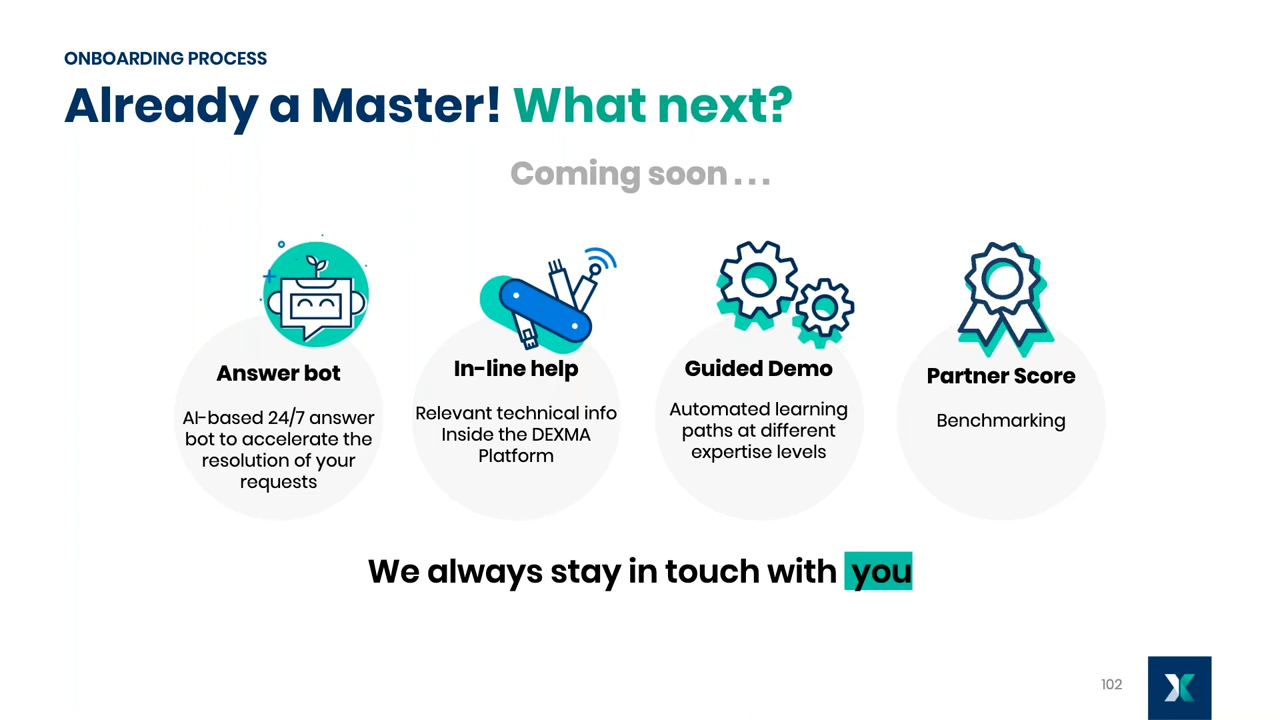 ONBOARDING PROCESS
Already a Master! What next?
Coming soon . . .
Answer bot
AI-based 24/7 answer
bot to accelerate the
resolution of your
requests
In-line help
Relevant technical info
Inside the DEXMA
Platform
Guided Demo
Automated learning
paths at different
expertise levels
Partner Score
Benchmarking
We always stay in touch with you
102